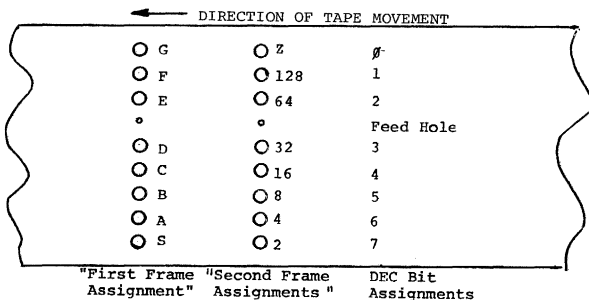 DIRECTION OF TAPE MOVEMENT
G Z 0
F 128 1
E 64 2
Feed Hole
D 32 3
C 16 4
B 8 5
A 4 6
S 2 7
"First Frame "Second Frame DEC Bit
Assignment" Assignments" Assignments